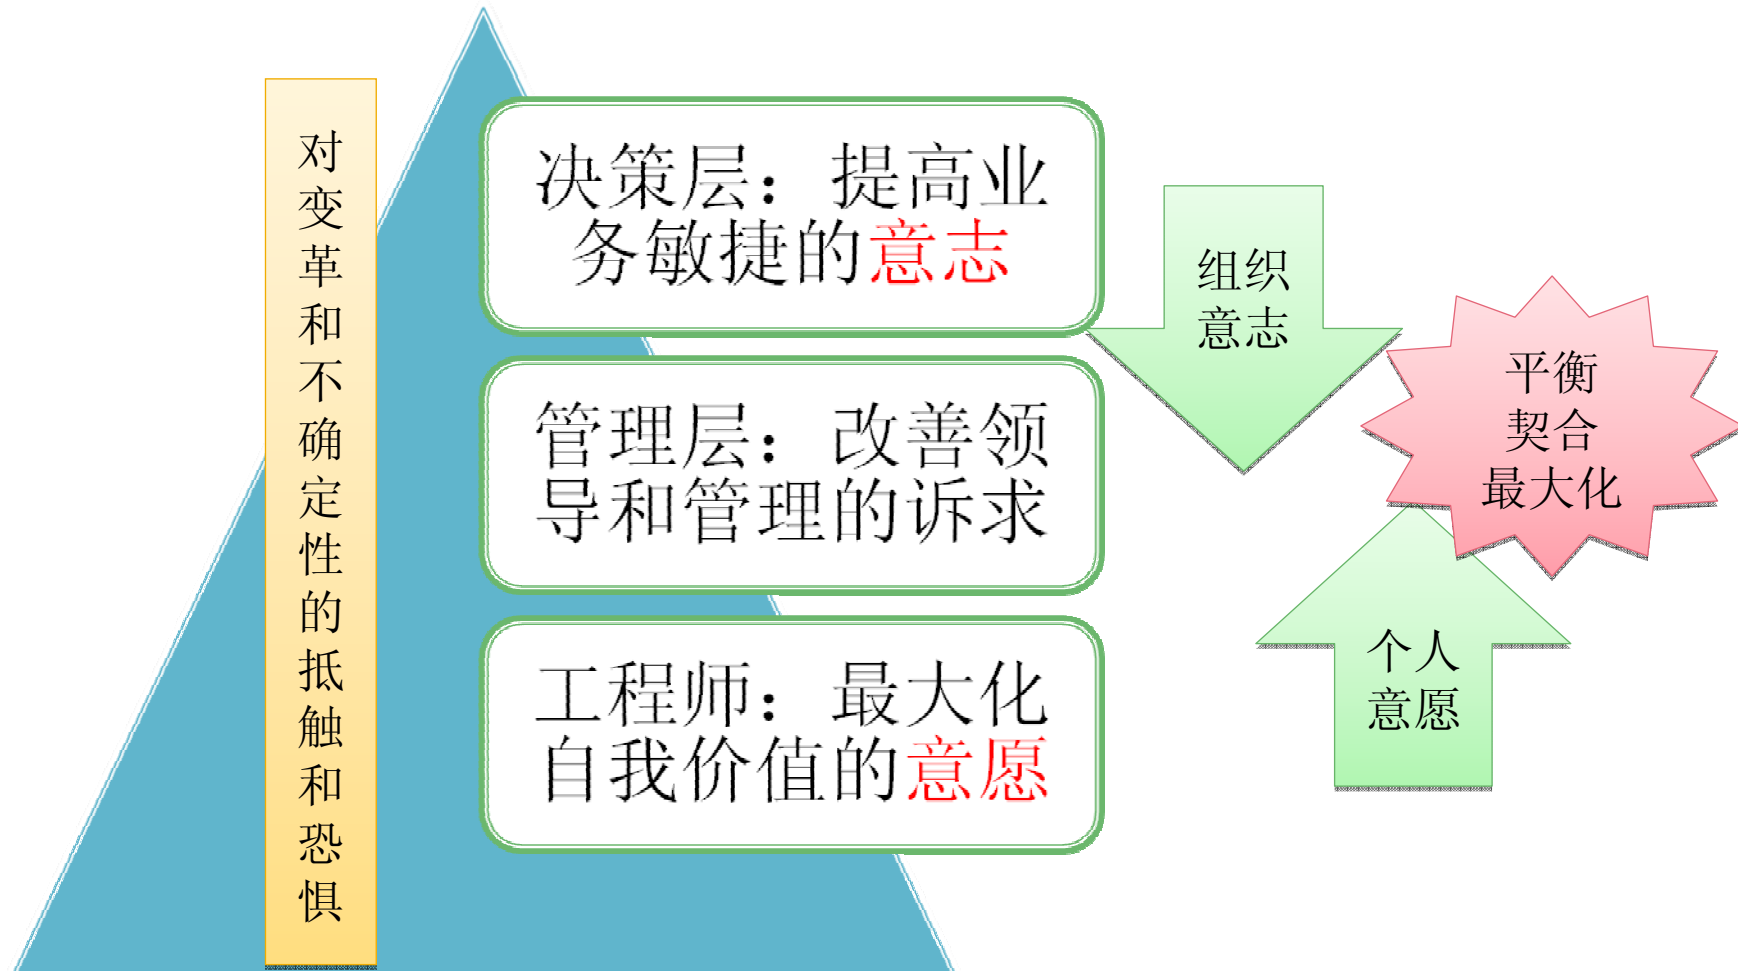 对变革和不确定性的抵触和恐惧
决策层：提高业
务敏捷的意志
管理层：改善领
导和管理的诉求
工程师：最大化
自我价值的意愿
组织
意志
平衡
契合
最大化
个人
意愿